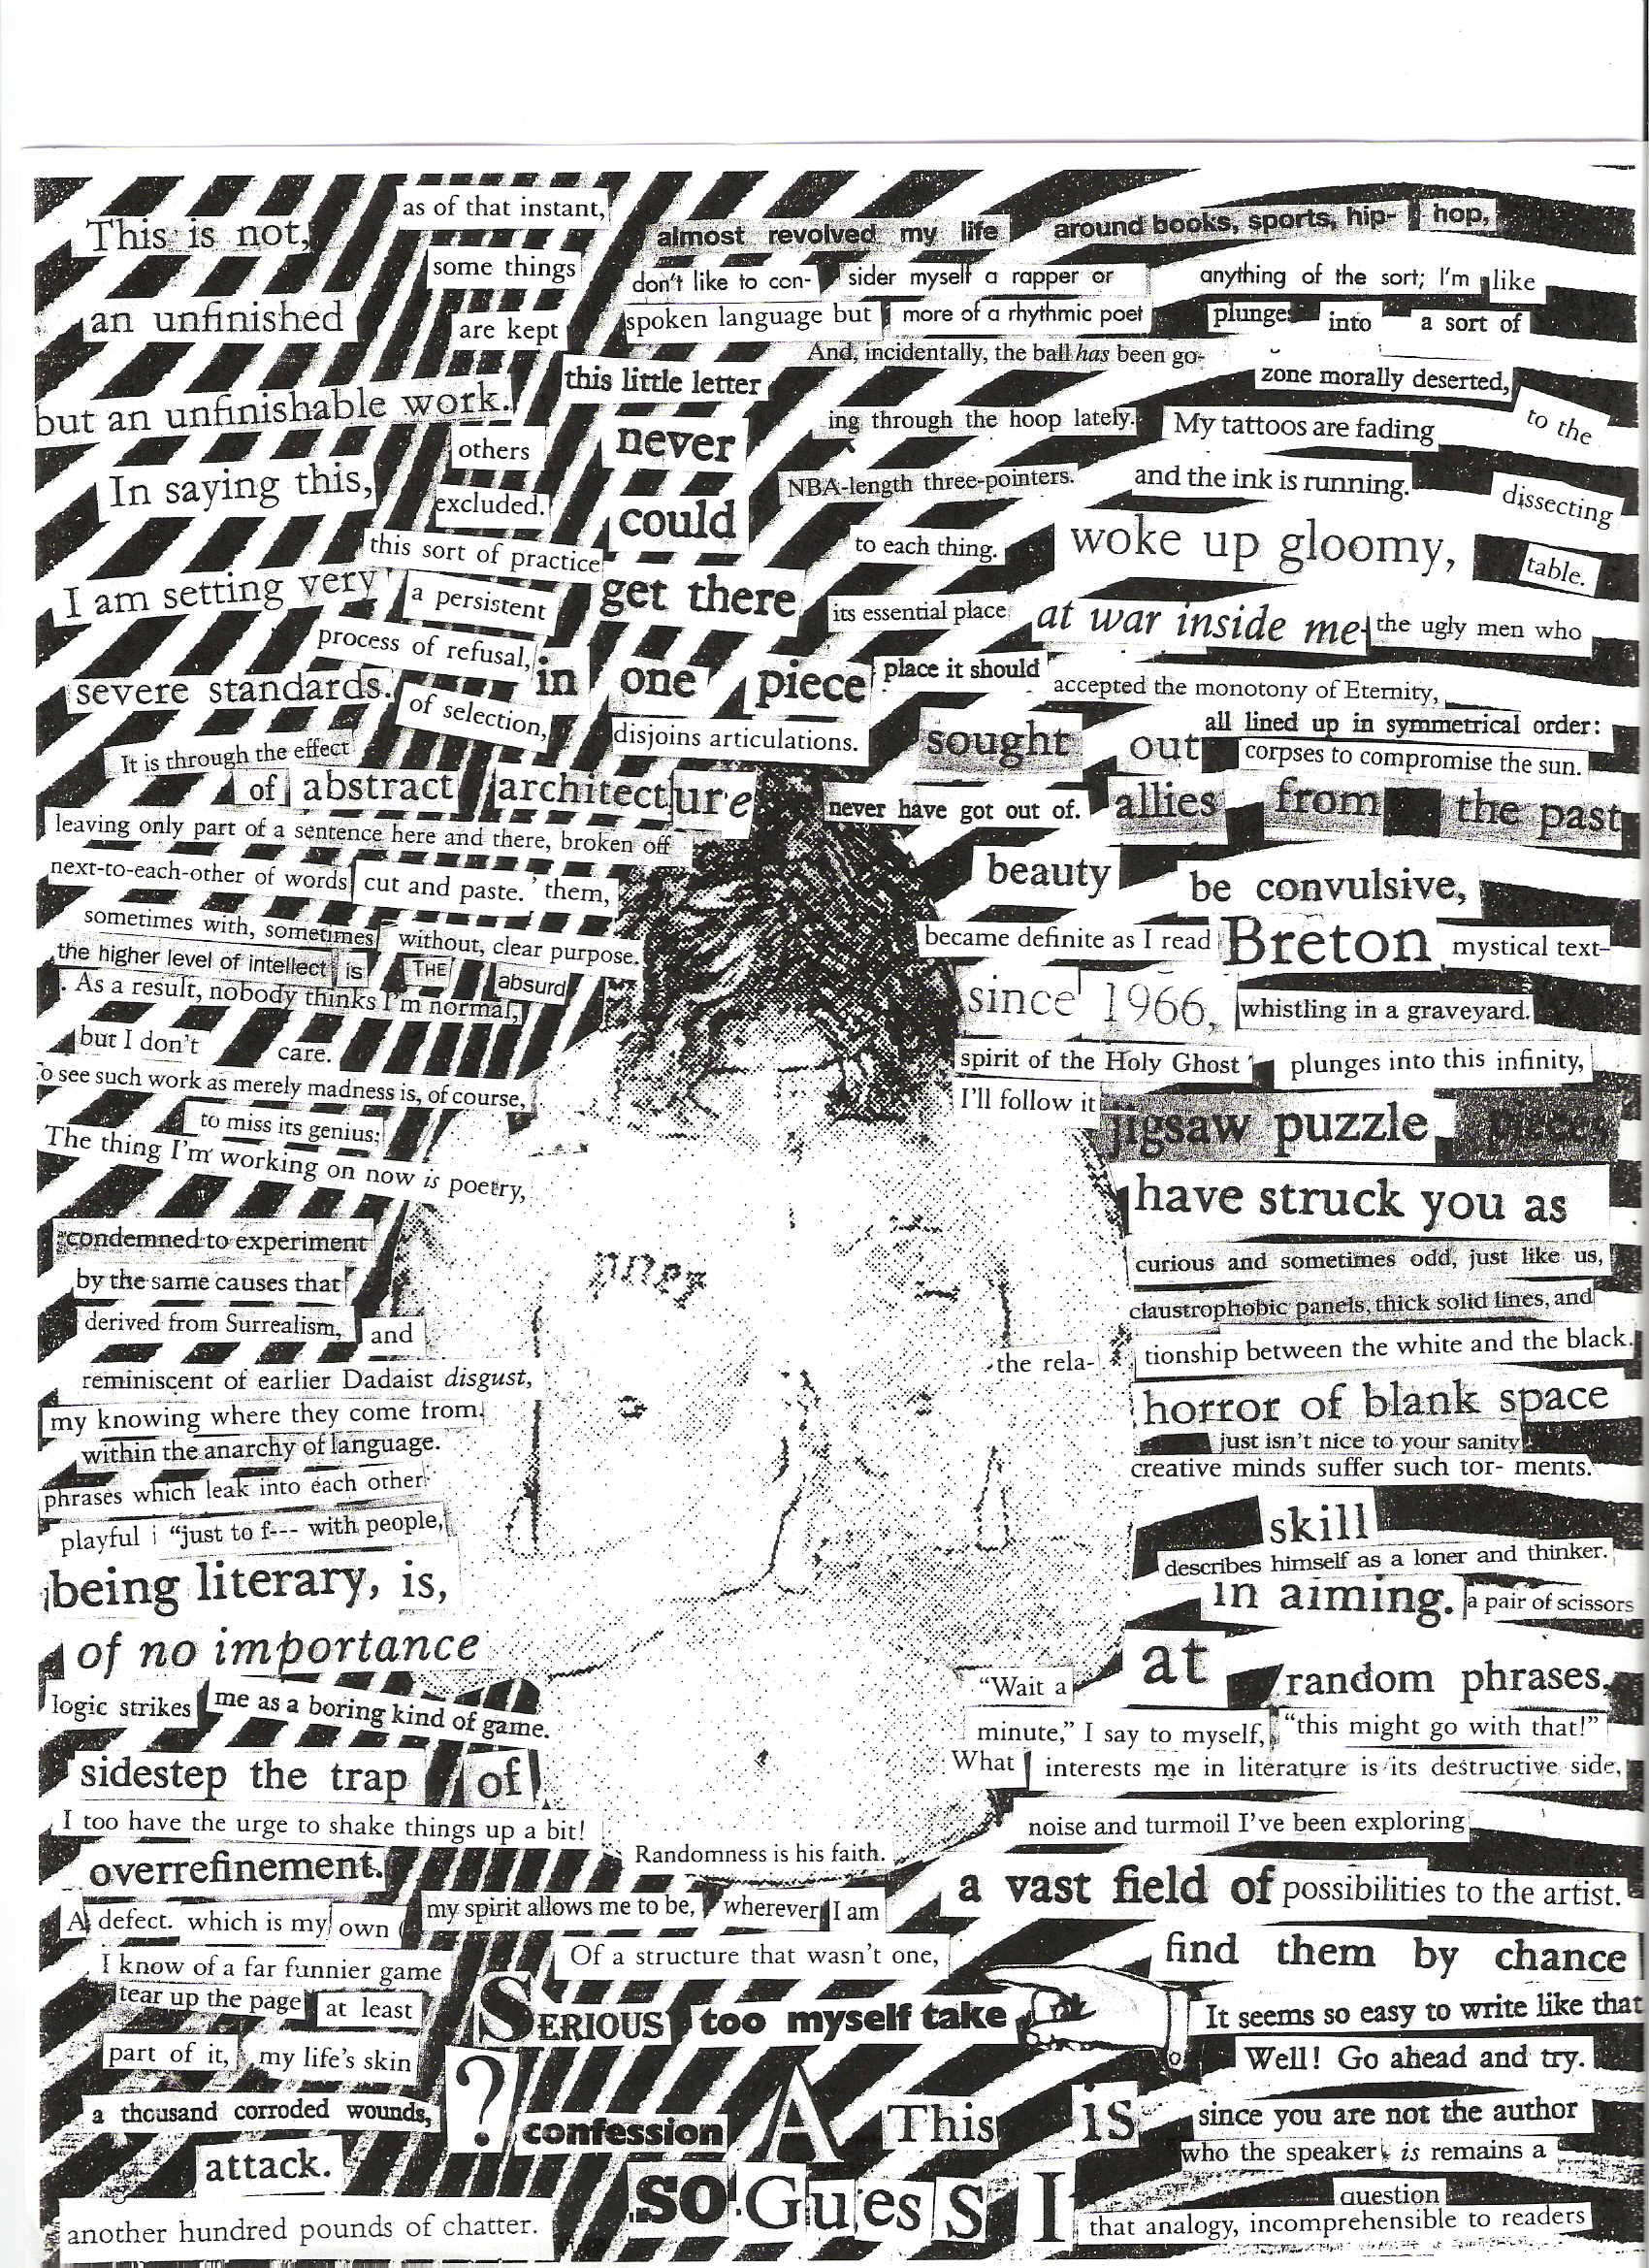 This is not,
an unfinished
but an unfinishable work.
In saying this,
I am setting very
severe standards.
as of that instant,
some things
are kept
others
excluded.
this sort of practice
a persistent
process of refusal,
of selection,
this little letter
never
could
get there
in one piece
disjoins articulations.
It is through the effect
of abstract architecture
leaving only part of a sentence here and there, broken off
next-to-each-other of words cut and paste.' them,
sometimes with, sometimes without, clear purpose.
the higher level of intellect is THE absurd
. As a result, nobody thinks I'm normal,
but I don't care.
o see such work as merely madness is, of course,
to miss its genius;
The thing I'm working on now is poetry,
condemned to experiment
by the same causes that
derived from Surrealism, and
reminiscent of earlier Dadaist disgust,
my knowing where they come from.
within the anarchy of language.
phrases which leak into each other
playful "just to f--- with people,
being literary, is,
of no importance
logic strikes me as a boring kind of game.
sidestep the trap of
I too have the urge to shake things up a bit!
overrefinement.
A defect. which is my own
I know of a far funnier game
tear up the page at least
part of it, my life's skin
a thousand corroded wounds,
attack.
another hundred pounds of chatter.
almost revolved my life around books, sports, hip- hop,
don't like to con- sider myself a rapper or anything of the sort; I'm like
spoken language but more of a rhythmic poet plunge into a sort of
And, incidentally, the ball has been go-
zone morally deserted,
ing through the hoop lately. My tattoos are fading to the
NBA-length three-pointers. and the ink is running. dissecting
to each thing. woke up gloomy, table.
its essential place at war inside me- the ugly men who
place it should accepted the monotony of Eternity,
sought out all lined up in symmetrical order:
corpses to compromise the sun.
never have got out of. allies from the past
beauty be convulsive,
became definite as I read Breton mystical text-
since 1966, whistling in a graveyard.
spirit of the Holy Ghost plunges into this infinity,
I'll follow it jigsaw puzzle pieces
have struck you as
curious and sometimes odd, just like us,
claustrophobic panels, thick solid lines, and
the rela- tionship between the white and the black.
horror of blank space
just isn't nice to your sanity
creative minds suffer such tor- ments.
skill
describes himself as a loner and thinker.
in aiming. a pair of scissors
at random phrases.
"Wait a
minute," I say to myself, "this might go with that!"
What interests me in literature is its destructive side,
noise and turmoil I've been exploring
Randomness is his faith.
a vast field of possibilities to the artist.
my spirit allows me to be, wherever I am
find them by chance
Of a structure that wasn't one,
SERIOUS too myself take
It seems so easy to write like that
Well! Go ahead and try.
? confession A This is
since you are not the author
who the speaker is remains a
question
SO GuesS I
that analogy, incomprehensible to readers